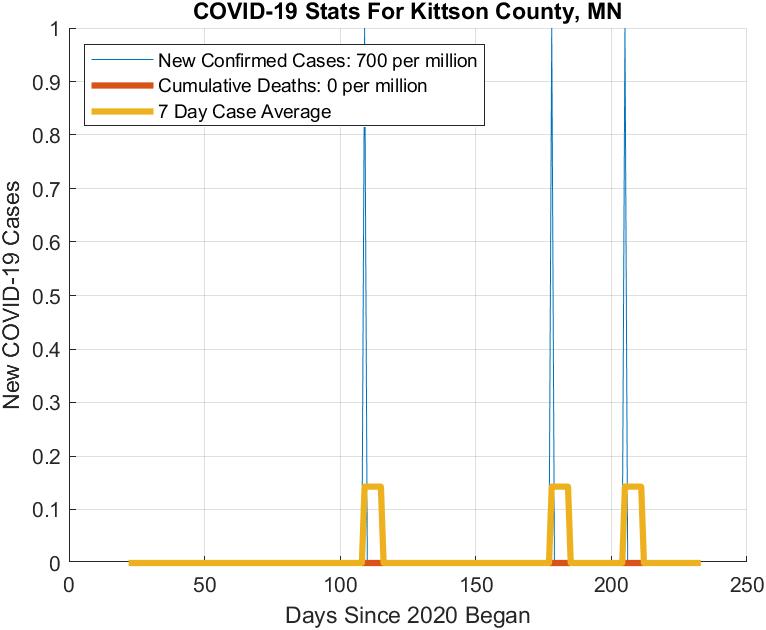 COVID-19 Stats For Kittson County, MN
New Confirmed Cases: 700 per million
Cumulative Deaths: 0 per million
7 Day Case Average
New COVID-19 Cases
1
0.9
0.8
0.7
0.6
0.5
0.4
0.3
0.2
0.1
0
0 50 100 150 200 250
Days Since 2020 Began